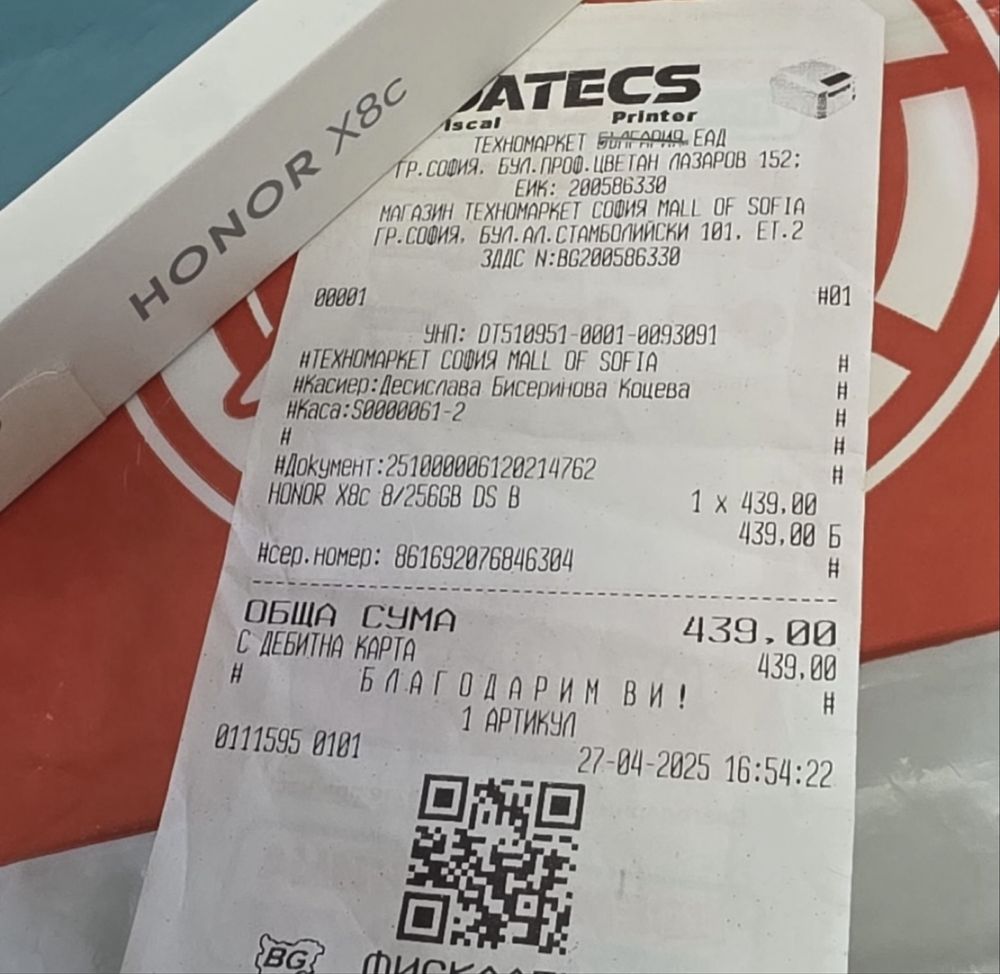 HONOR X8c
DATECS
Fiscal Printer
ТЕХНОМАРКЕТ БЪЛГАРИЯ ЕАД
ГР.СОФИЯ, БУЛ.ПРОФ.ЦВЕТАН ЛАЗАРОВ 152;
ЕИК: 200586330
МАГАЗИН ТЕХНОМАРКЕТ СОФИЯ MALL OF SOFIA
ГР.СОФИЯ, БУЛ.АЛ.СТАМБОЛИЙСКИ 101, ЕТ.2
ЗДДС N:BG200586330
00001 #01
УНП: DT510951-0001-0093091
#ТЕХНОМАРКЕТ СОФИЯ MALL OF SOFIA #
#Касиер:Десислава Бисеринова Коцева #
#Каса:S0000061-2 #
# #
#Документ:251000006120214762 #
HONOR X8c 8/256GB DS B 1 x 439,00
439,00 Б
#сер.номер: 861692076846304 #
ОБЩА СУМА 439,00
С ДЕБИТНА КАРТА 439,00
# БЛАГОДАРИМ ВИ! #
1 АРТИКУЛ
0111595 0101 27-04-2025 16:54:22
BG